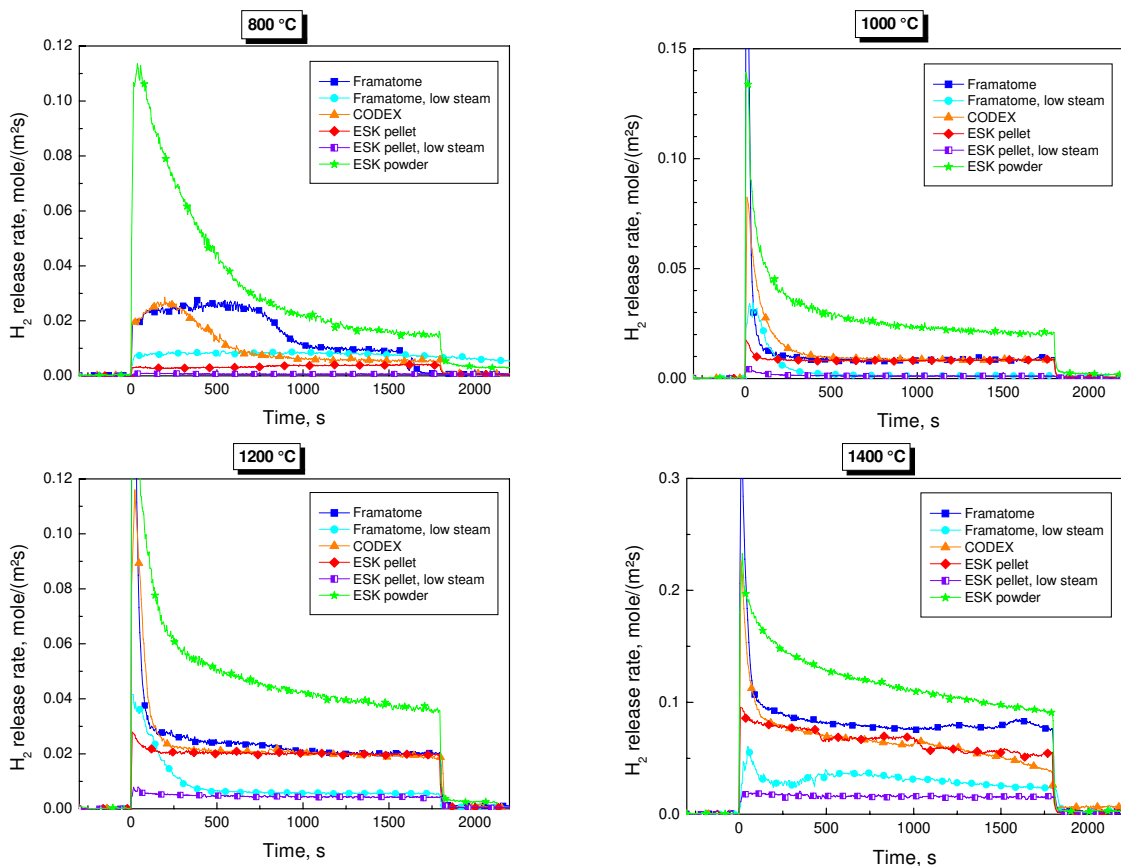 800 °C
0.12
0.10
0.08
0.06
0.04
0.02
0.00
H₂ release rate, mole/(m²s)
Framatome
Framatome, low steam
CODEX
ESK pellet
ESK pellet, low steam
ESK powder
0 500 1000 1500 2000
Time, s
1000 °C
0.15
0.10
0.05
0.00
H₂ release rate, mole/(m²s)
Framatome
Framatome, low steam
CODEX
ESK pellet
ESK pellet, low steam
ESK powder
0 500 1000 1500 2000
Time, s
1200 °C
0.12
0.10
0.08
0.06
0.04
0.02
0.00
H₂ release rate, mole/(m²s)
Framatome
Framatome, low steam
CODEX
ESK pellet
ESK pellet, low steam
ESK powder
0 500 1000 1500 2000
Time, s
1400 °C
0.3
0.2
0.1
0.0
H₂ release rate, mole/(m²s)
Framatome
Framatome, low steam
CODEX
ESK pellet
ESK pellet, low steam
ESK powder
0 500 1000 1500 2000
Time, s